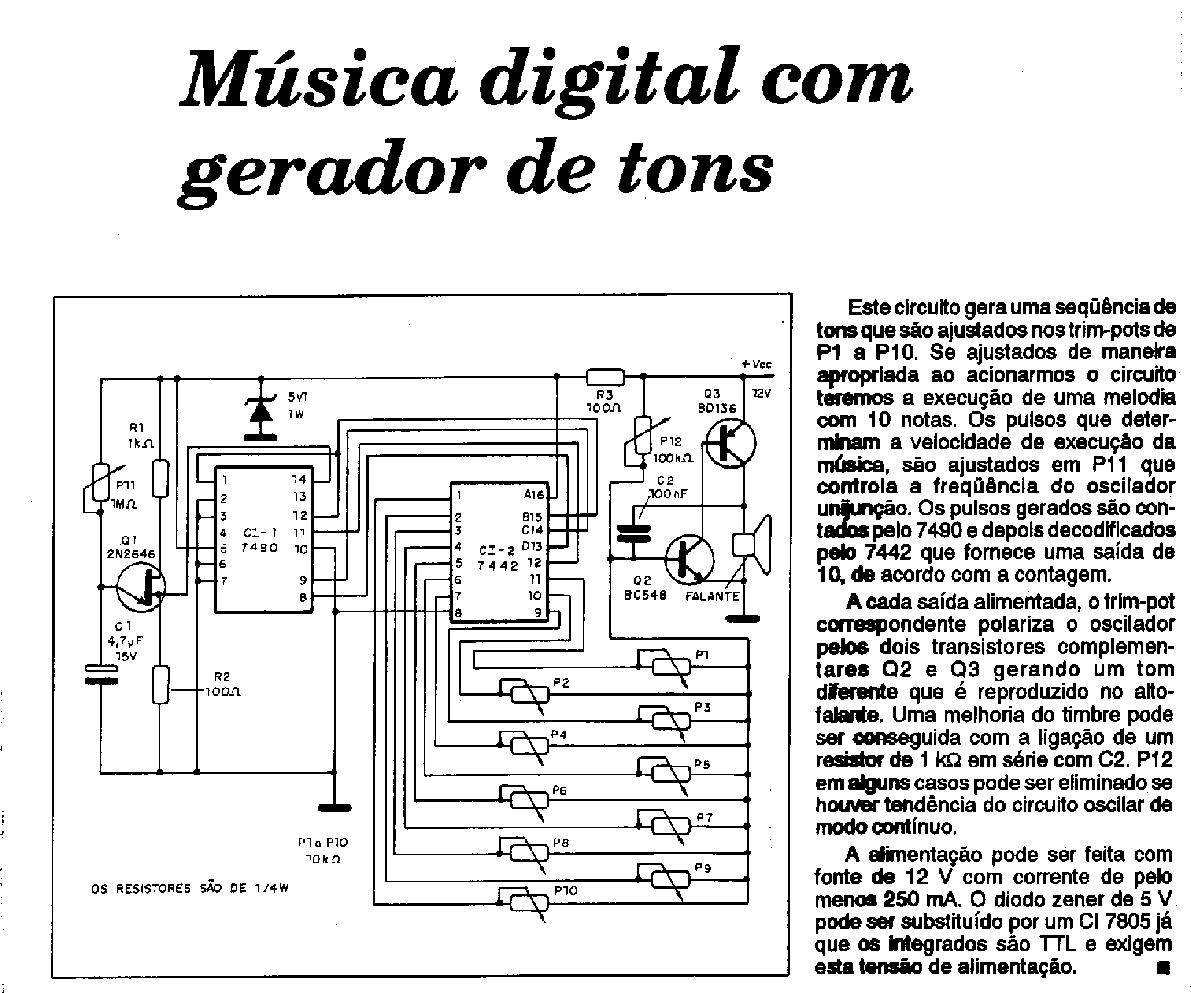 Música digital com
gerador de tons
+Vcc
12V
5V1
1W
R3
100Ω
Q3
BD136
R1
1kΩ
P11
1MΩ
P12
100kΩ
C2
100nF
1
2
3
4
5
6
7
14
13
12
11
10
9
8
CI-1
7490
1
2
3
4
5
6
7
8
A16
B15
C14
D13
12
11
10
9
CI-2
7442
Q1
2N2646
C1
4,7µF
15V
R2
100Ω
Q2
BC548
FALANTE
P1
P2
P3
P4
P5
P6
P7
P8
P9
P10
P1 a P10
10kΩ
OS RESISTORES SÃO DE 1/4W
Este circuito gera uma seqüência de
tons que são ajustados nos trim-pots de
P1 a P10. Se ajustados de maneira
apropriada ao acionarmos o circuito
teremos a execução de uma melodia
com 10 notas. Os pulsos que deter-
minam a velocidade de execução da
música, são ajustados em P11 que
controla a freqüência do oscilador
unijunção. Os pulsos gerados são con-
tados pelo 7490 e depois decodificados
pelo 7442 que fornece uma saída de
10, de acordo com a contagem.
A cada saída alimentada, o trim-pot
correspondente polariza o oscilador
pelos dois transistores complemen-
tares Q2 e Q3 gerando um tom
diferente que é reproduzido no alto-
falante. Uma melhoria do timbre pode
ser conseguida com a ligação de um
resistor de 1 kΩ em série com C2. P12
em alguns casos pode ser eliminado se
houver tendência do circuito oscilar de
modo contínuo.
A alimentação pode ser feita com
fonte de 12 V com corrente de pelo
menos 250 mA. O diodo zener de 5 V
pode ser substituído por um CI 7805 já
que os integrados são TTL e exigem
esta tensão de alimentação.